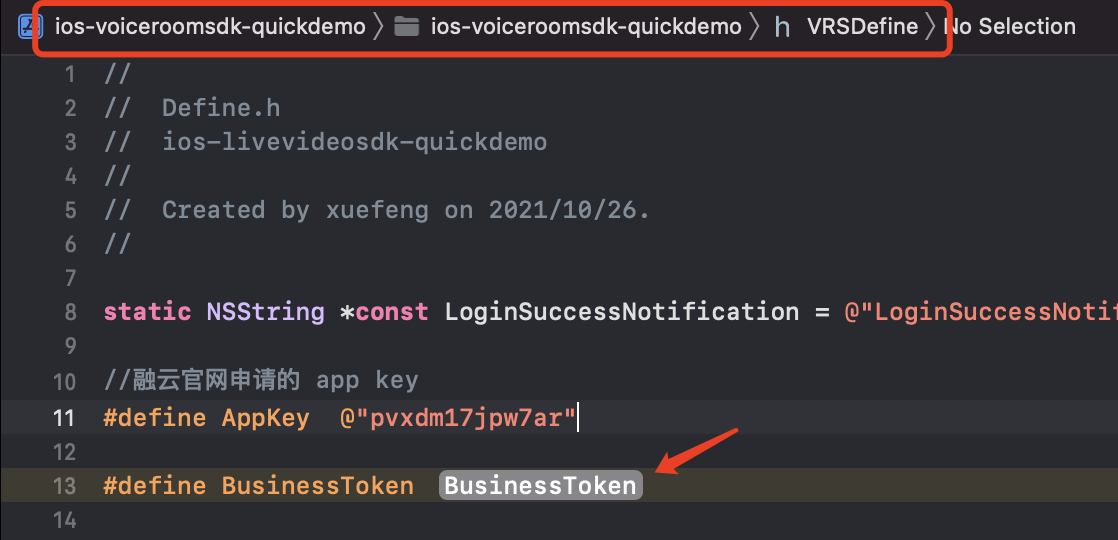 ios-voiceroomsdk-quickdemo 〉 ios-voiceroomsdk-quickdemo 〉 h VRSDefine 〉 No Selection
1 //
2 //  Define.h
3 //  ios-livevideosdk-quickdemo
4 //
5 //  Created by xuefeng on 2021/10/26.
6 //
7
8 static NSString *const LoginSuccessNotification = @"LoginSuccessNotif
9
10 //融云官网申请的 app key
11 #define AppKey  @"pvxdm17jpw7ar"
12
13 #define BusinessToken  BusinessToken
14